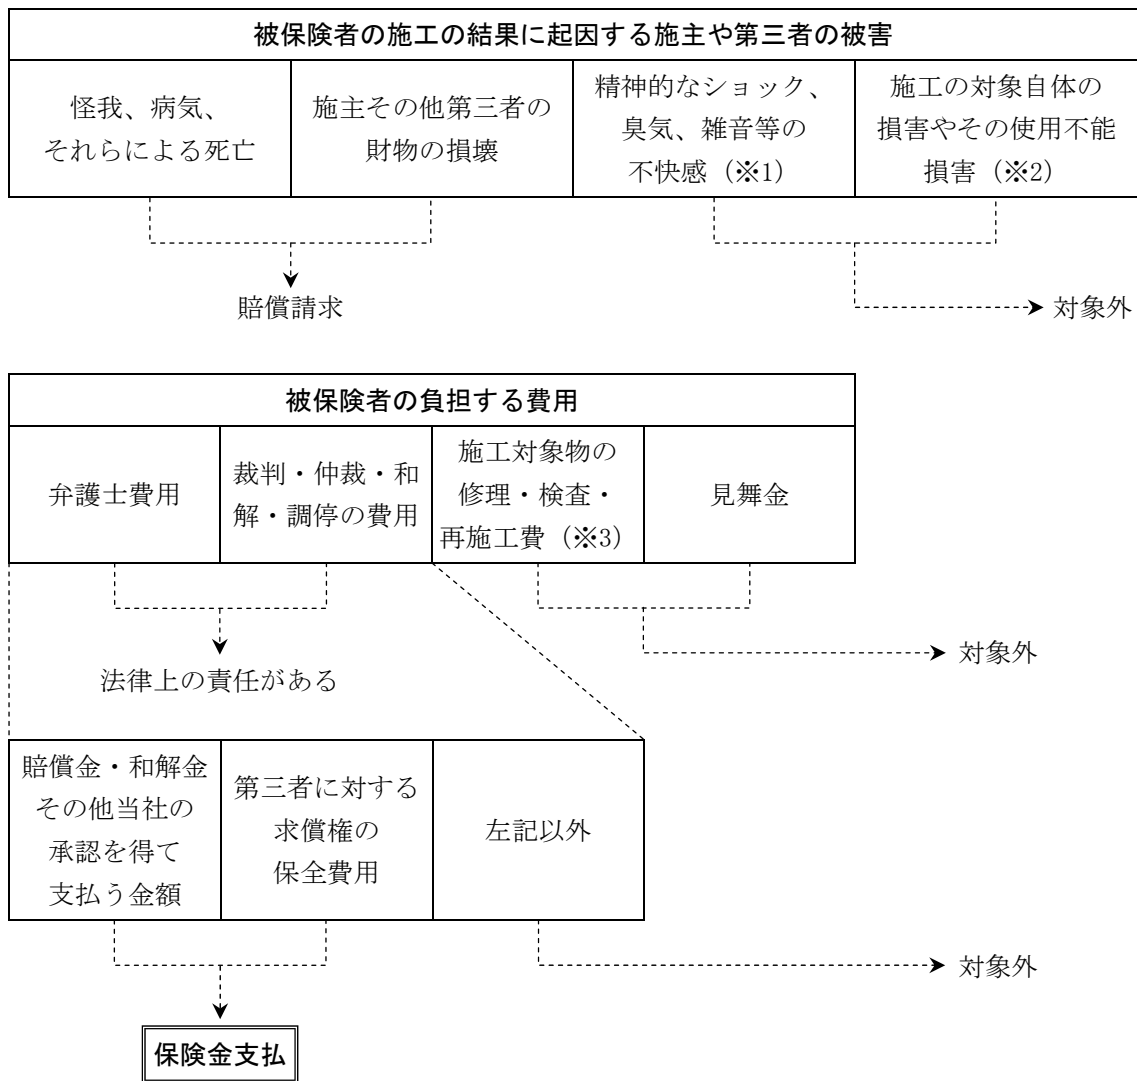 被保険者の施工の結果に起因する施主や第三者の被害
怪我、病気、
それらによる死亡
施主その他第三者の
財物の損壊
精神的なショック、
臭気、雑音等の
不快感(※1)
施工の対象自体の
損害やその使用不能
損害(※2)
賠償請求
対象外
被保険者の負担する費用
弁護士費用
裁判・仲裁・和
解・調停の費用
施工対象物の
修理・検査・
再施工費(※3)
見舞金
対象外
法律上の責任がある
賠償金・和解金
その他当社の
承認を得て
支払う金額
第三者に対する
求償権の
保全費用
左記以外
対象外
保険金支払